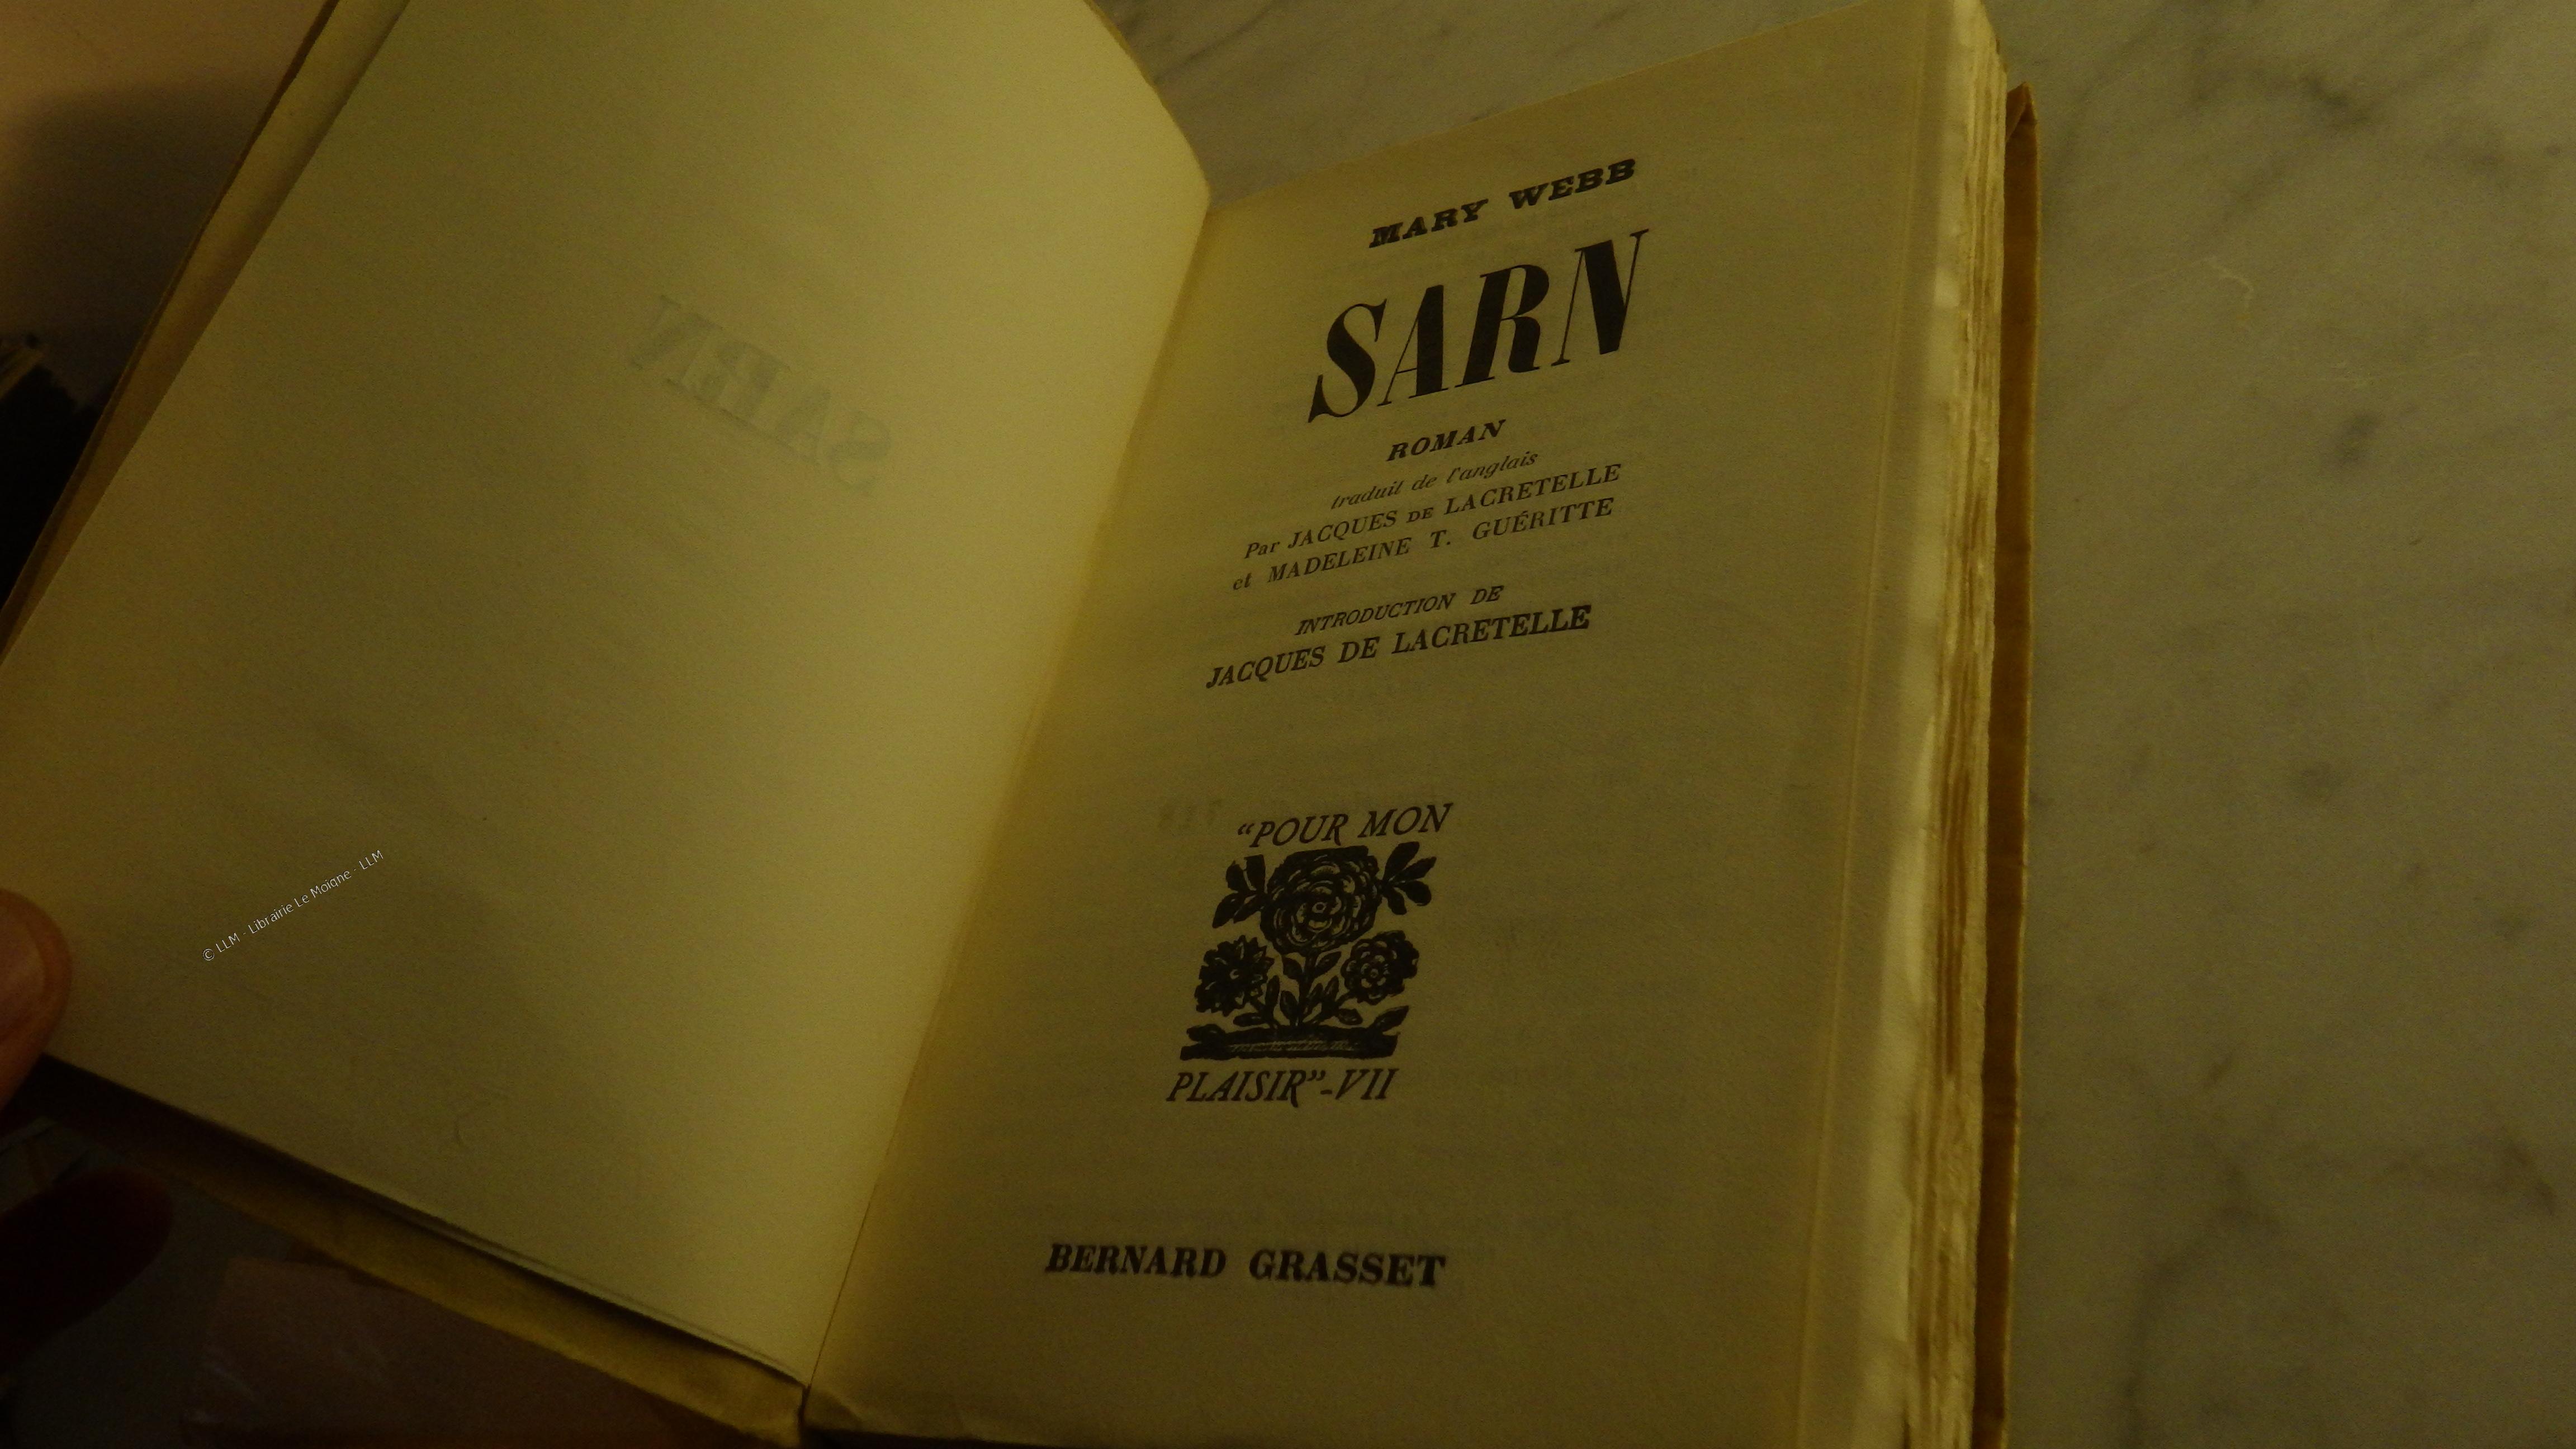 SARN
© LLM - Librairie Le Moigne - LLM
MARY WEBB
SARN
ROMAN
traduit de l'anglais
Par JACQUES DE LACRETELLE
et MADELEINE T. GUÉRITTE
INTRODUCTION DE
JACQUES DE LACRETELLE
“POUR MON
PLAISIR”-VII
BERNARD GRASSET